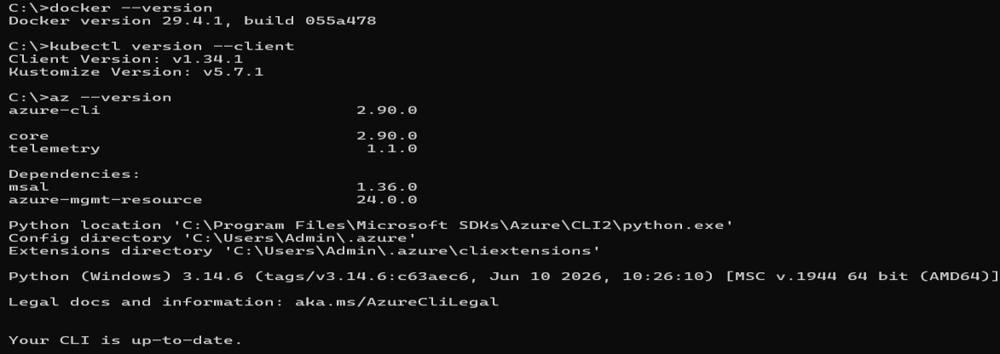 C:\>docker --version
Docker version 29.4.1, build 055a478
C:\>kubectl version --client
Client Version: v1.34.1
Kustomize Version: v5.7.1
C:\>az --version
azure-cli 2.90.0
core 2.90.0
telemetry 1.1.0
Dependencies:
msal 1.36.0
azure-mgmt-resource 24.0.0
Python location 'C:\Program Files\Microsoft SDKs\Azure\CLI2\python.exe'
Config directory 'C:\Users\Admin\.azure'
Extensions directory 'C:\Users\Admin\.azure\cliextensions'
Python (Windows) 3.14.6 (tags/v3.14.6:c63aec6, Jun 10 2026, 10:26:10) [MSC v.1944 64 bit (AMD64)]
Legal docs and information: aka.ms/AzureCliLegal
Your CLI is up-to-date.